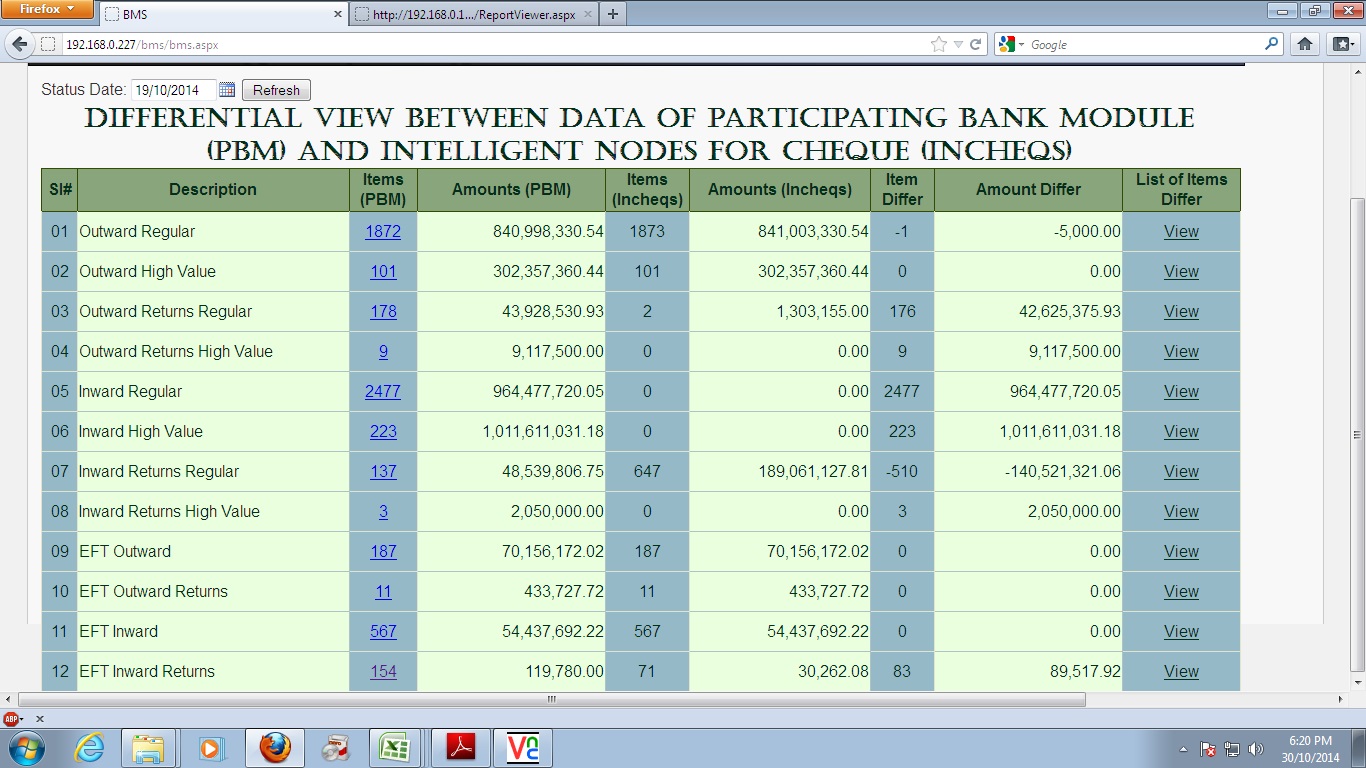 Firefox
BMS
http://192.168.0.1.../ReportViewer.aspx
192.168.0.227/bms/bms.aspx
Google
Status Date: 19/10/2014 Refresh
DIFFERENTIAL VIEW BETWEEN DATA OF PARTICIPATING BANK MODULE
(PBM) AND INTELLIGENT NODES FOR CHEQUE (INCHEQS)
Sl# Description Items (PBM) Amounts (PBM) Items (Incheqs) Amounts (Incheqs) Item Differ Amount Differ List of Items Differ
01 Outward Regular 1872 840,998,330.54 1873 841,003,330.54 -1 -5,000.00 View
02 Outward High Value 101 302,357,360.44 101 302,357,360.44 0 0.00 View
03 Outward Returns Regular 178 43,928,530.93 2 1,303,155.00 176 42,625,375.93 View
04 Outward Returns High Value 9 9,117,500.00 0 0.00 9 9,117,500.00 View
05 Inward Regular 2477 964,477,720.05 0 0.00 2477 964,477,720.05 View
06 Inward High Value 223 1,011,611,031.18 0 0.00 223 1,011,611,031.18 View
07 Inward Returns Regular 137 48,539,806.75 647 189,061,127.81 -510 -140,521,321.06 View
08 Inward Returns High Value 3 2,050,000.00 0 0.00 3 2,050,000.00 View
09 EFT Outward 187 70,156,172.02 187 70,156,172.02 0 0.00 View
10 EFT Outward Returns 11 433,727.72 11 433,727.72 0 0.00 View
11 EFT Inward 567 54,437,692.22 567 54,437,692.22 0 0.00 View
12 EFT Inward Returns 154 119,780.00 71 30,262.08 83 89,517.92 View
ABP
VNC
6:20 PM
30/10/2014